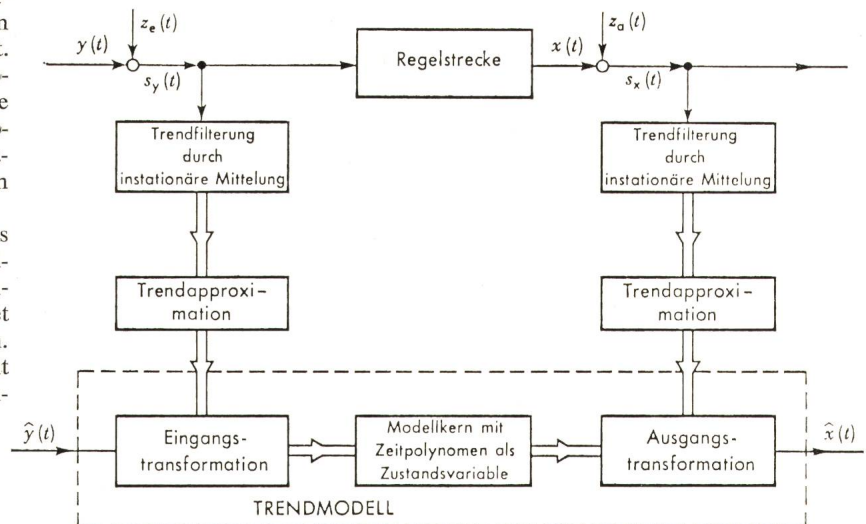 z_e(t)
z_a(t)
y(t)
s_y(t)
Regelstrecke
x(t)
s_x(t)
Trendfilterung
durch
instationäre Mittelung
Trendfilterung
durch
instationäre Mittelung
Trendapproxi-
mation
Trendapproxi-
mation
ŷ(t)
Eingangs-
transformation
Modellkern mit
Zeitpolynomen als
Zustandsvariable
Ausgangs-
transformation
x̂(t)
TRENDMODELL